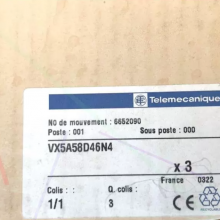 Telemecanique
N0 de mouvement : 6652090
Poste : 001 Sous poste : 000
VX5A58D46N4
x 3
France 0322
Colis : Q. colis : Colis
1/1 3